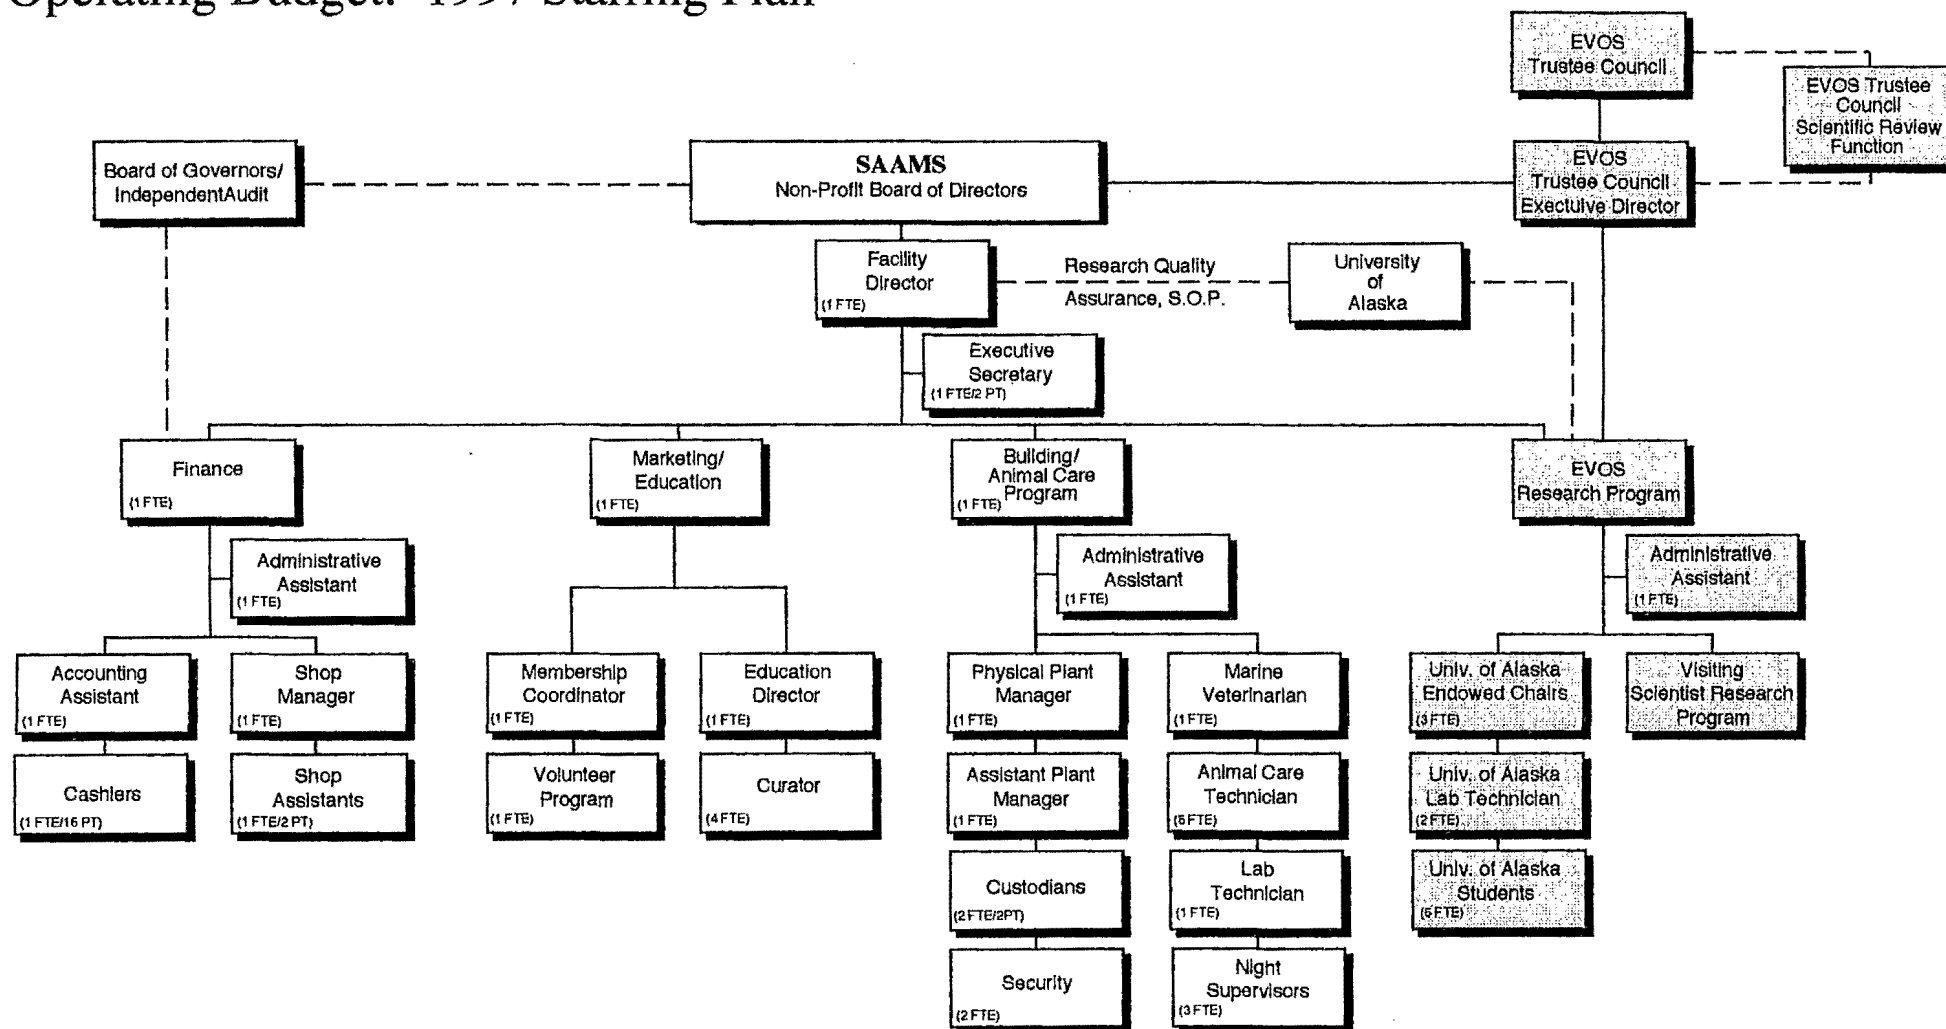 Operating Budget: 1997 Staffing Plan
EVOS
Trustee Council
EVOS Trustee
Council
Scientific Review
Function
Board of Governors/
IndependentAudit
SAAMS
Non-Profit Board of Directors
EVOS
Trustee Council
Exectuive Director
Facility
Director
(1 FTE)
Research Quality
Assurance, S.O.P.
University
of
Alaska
Executive
Secretary
(1 FTE/2 PT)
Finance
(1 FTE)
Marketing/
Education
(1 FTE)
Building/
Animal Care
Program
(1 FTE)
EVOS
Research Program
Administrative
Assistant
(1 FTE)
Administrative
Assistant
(1 FTE)
Administrative
Assistant
(1 FTE)
Accounting
Assistant
(1 FTE)
Shop
Manager
(1 FTE)
Membership
Coordinator
(1 FTE)
Education
Director
(1 FTE)
Physical Plant
Manager
(1 FTE)
Marine
Veterinarian
(1 FTE)
Univ. of Alaska
Endowed Chairs
(3 FTE)
Visiting
Scientist Research
Program
Cashiers
(1 FTE/16 PT)
Shop
Assistants
(1 FTE/2 PT)
Volunteer
Program
(1 FTE)
Curator
(4 FTE)
Assistant Plant
Manager
(1 FTE)
Animal Care
Technician
FTE)
Univ. of Alaska
Lab Technician
(2 FTE)
Custodians
(2 FTE/2PT)
Lab
Technician
(1 FTE)
Univ. of Alaska
Students
FTE)
Security
(2 FTE)
Night
Supervisors
(3 FTE)